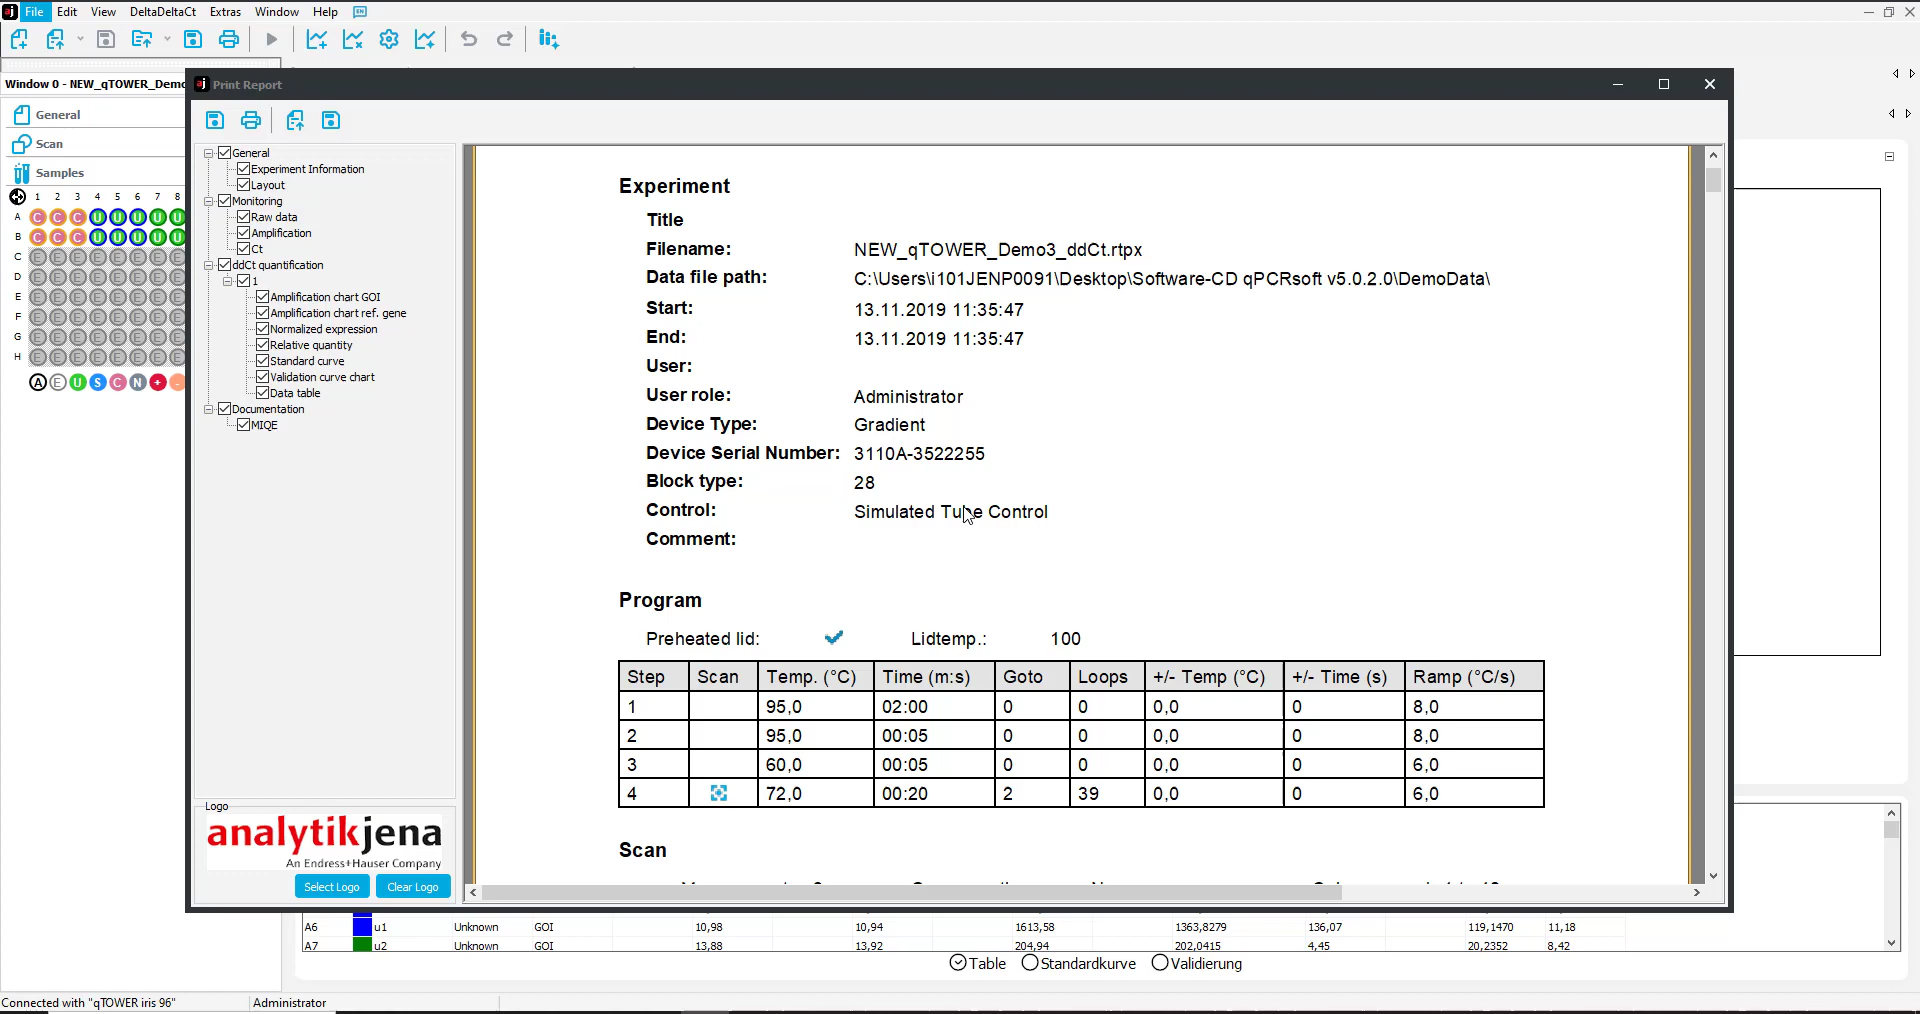 File Edit View DeltaDeltaCt Extras Window Help EN
Window 0 - NEW_qTOWER_Demo
Print Report
General
Scan
Samples
1 2 3 4 5 6 7 8
A C C C U U U U U
B C C C U U U U U
C E E E E E E E E
D E E E E E E E E
E E E E E E E E E
F E E E E E E E E
G E E E E E E E E
H E E E E E E E E
A E U S C N + -
General
Experiment Information
Layout
Monitoring
Raw data
Amplification
Ct
ddCt quantification
1
Amplification chart GOI
Amplification chart ref. gene
Normalized expression
Relative quantity
Standard curve
Validation curve chart
Data table
Documentation
MIQE
Logo
analytikjena
An Endress+Hauser Company
Select Logo Clear Logo
Experiment
Title
Filename: NEW_qTOWER_Demo3_ddCt.rtpx
Data file path: C:\Users\i101JENP0091\Desktop\Software-CD qPCRsoft v5.0.2.0\DemoData\
Start: 13.11.2019 11:35:47
End: 13.11.2019 11:35:47
User:
User role: Administrator
Device Type: Gradient
Device Serial Number: 3110A-3522255
Block type: 28
Control: Simulated Tube Control
Comment:
Program
Preheated lid: Lidtemp.: 100
Step Scan Temp. (°C) Time (m:s) Goto Loops +/- Temp (°C) +/- Time (s) Ramp (°C/s)
1 95,0 02:00 0 0 0,0 0 8,0
2 95,0 00:05 0 0 0,0 0 8,0
3 60,0 00:05 0 0 0,0 0 6,0
4 72,0 00:20 2 39 0,0 0 6,0
Scan
A6 u1 Unknown GOI 10,98 10,94 1613,58 1363,8279 136,07 119,1470 11,18
A7 u2 Unknown GOI 13,88 13,92 204,94 202,0415 4,45 20,2352 8,42
Table Standardkurve Validierung
Connected with "qTOWER iris 96" Administrator